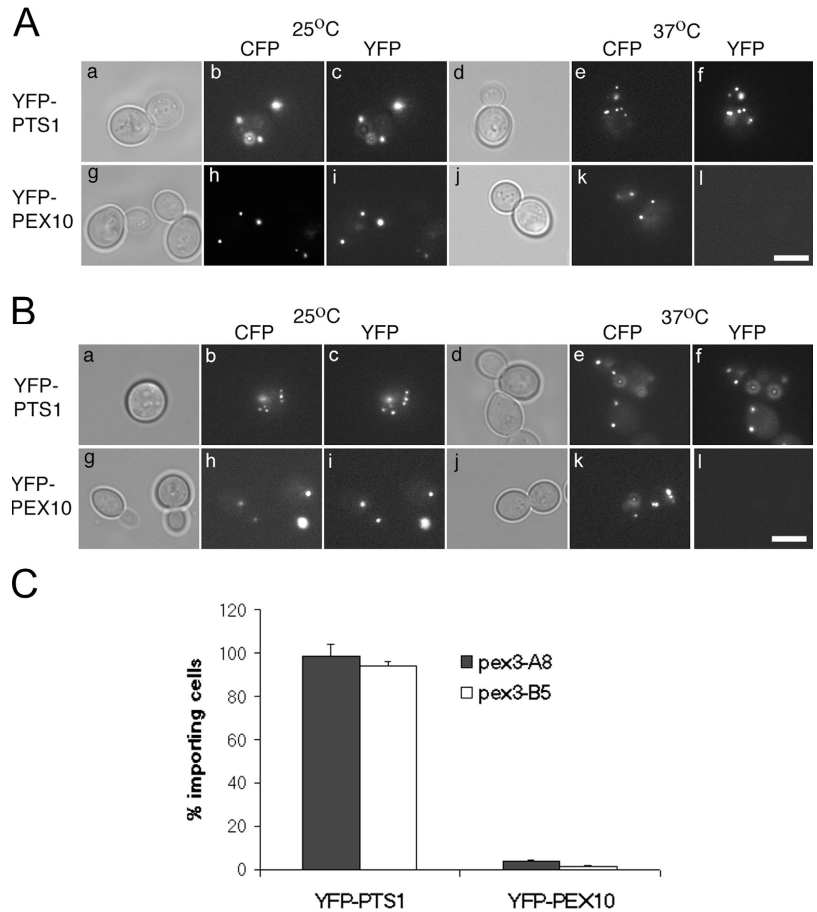 A
25°C
37°C
CFP
YFP
CFP
YFP
YFP-
PTS1
a
b
c
d
e
f
YFP-
PEX10
g
h
i
j
k
l
B
25°C
37°C
CFP
YFP
CFP
YFP
YFP-
PTS1
a
b
c
d
e
f
YFP-
PEX10
g
h
i
j
k
l
C
% importing cells
120
100
80
60
40
20
0
pex3-A8
pex3-B5
YFP-PTS1
YFP-PEX10